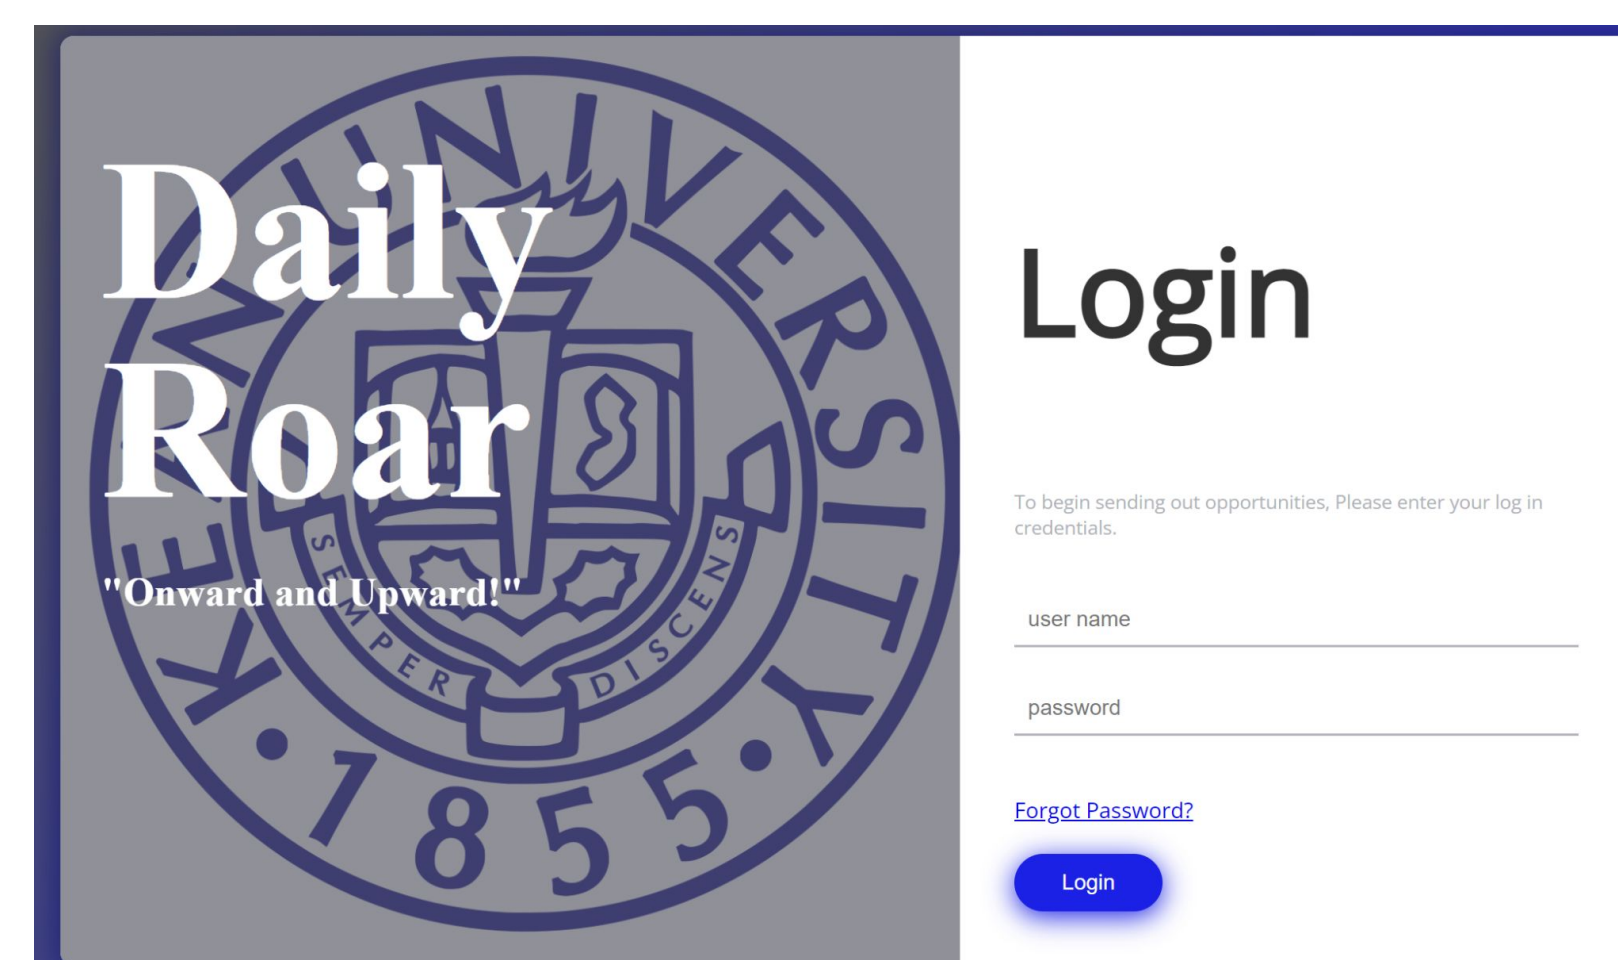 KEAN UNIVERSITY
Daily
Roar
"Onward and Upward!"
SEMPER DISCENS
· 1855 ·
Login
To begin sending out opportunities, Please enter your log in
credentials.
user name
password
Forgot Password?
Login